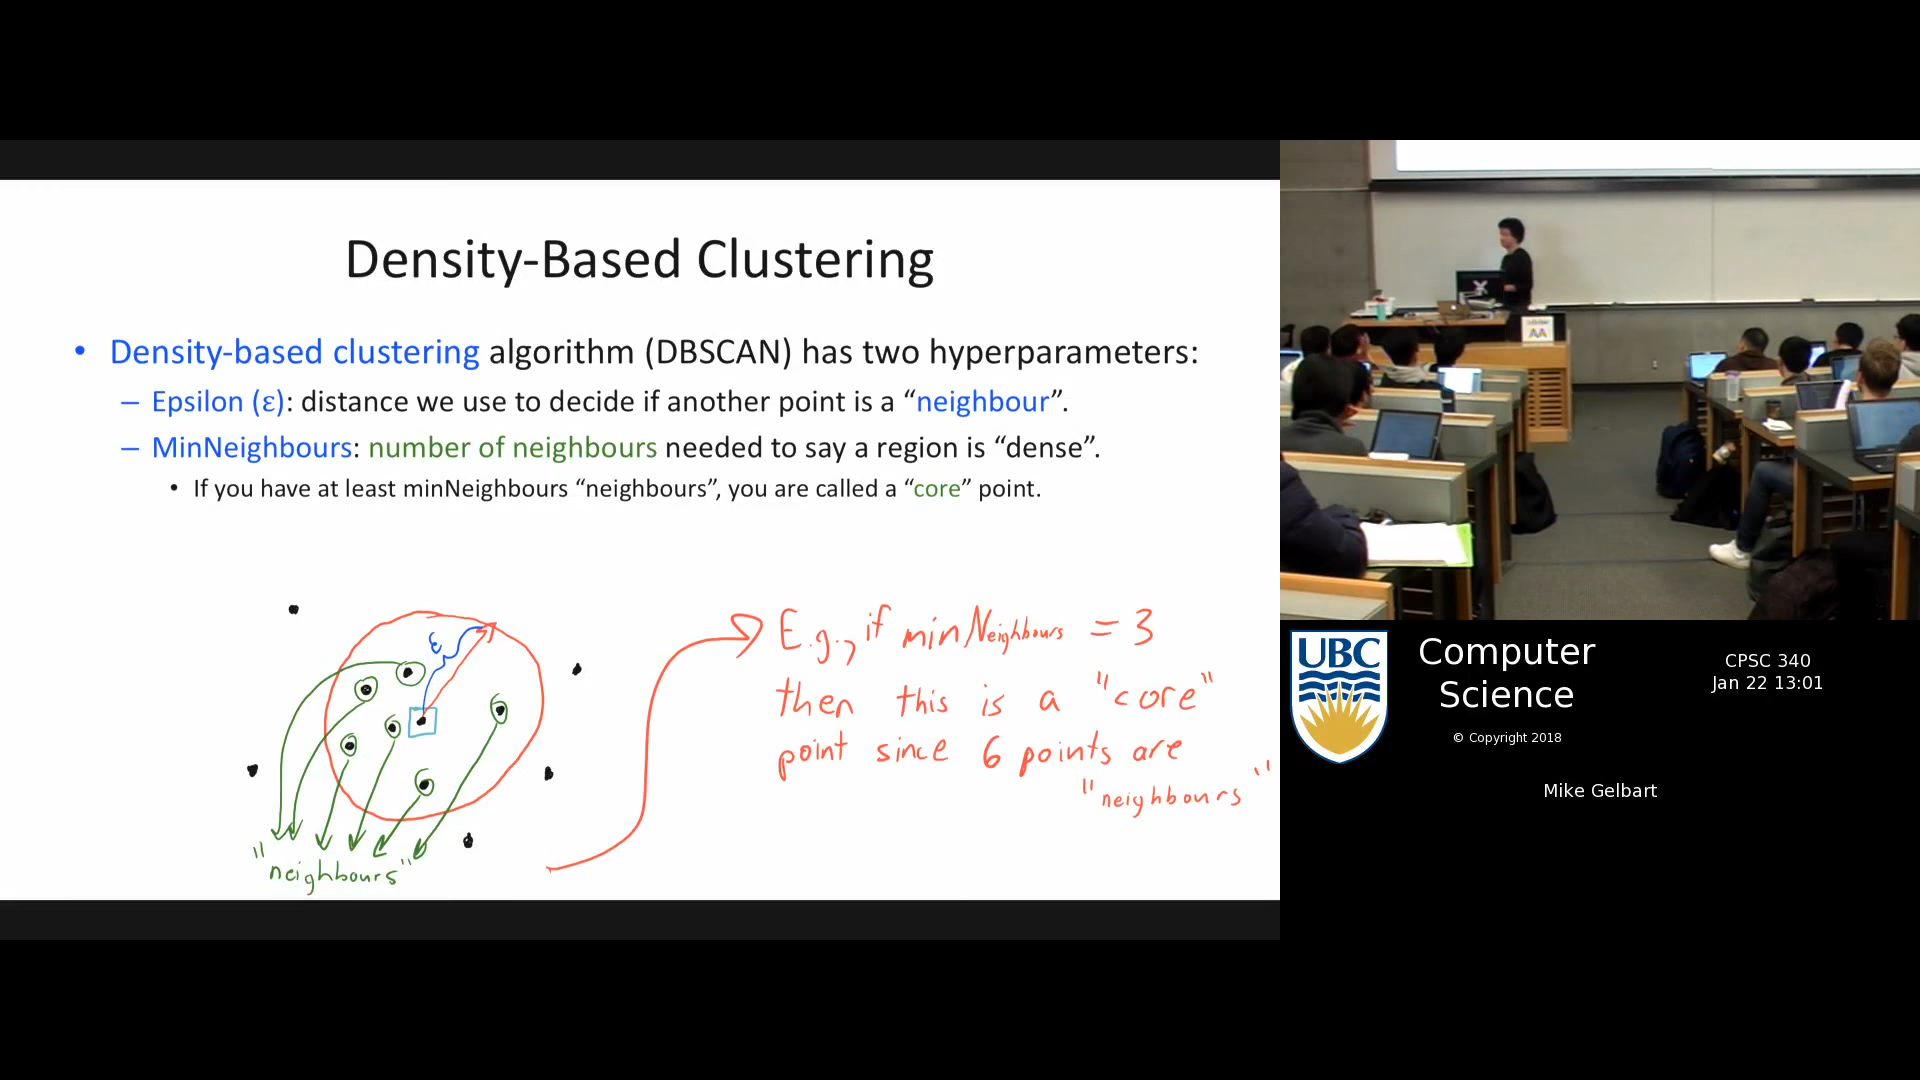 Density-Based Clustering
• Density-based clustering algorithm (DBSCAN) has two hyperparameters:
– Epsilon (ε): distance we use to decide if another point is a “neighbour”.
– MinNeighbours: number of neighbours needed to say a region is “dense”.
• If you have at least minNeighbours “neighbours”, you are called a “core” point.
ε
"neighbours"
E.g., if minNeighbours = 3
then this is a "core"
point since 6 points are
"neighbours"
UBC
Computer
Science
© Copyright 2018
CPSC 340
Jan 22 13:01
Mike Gelbart